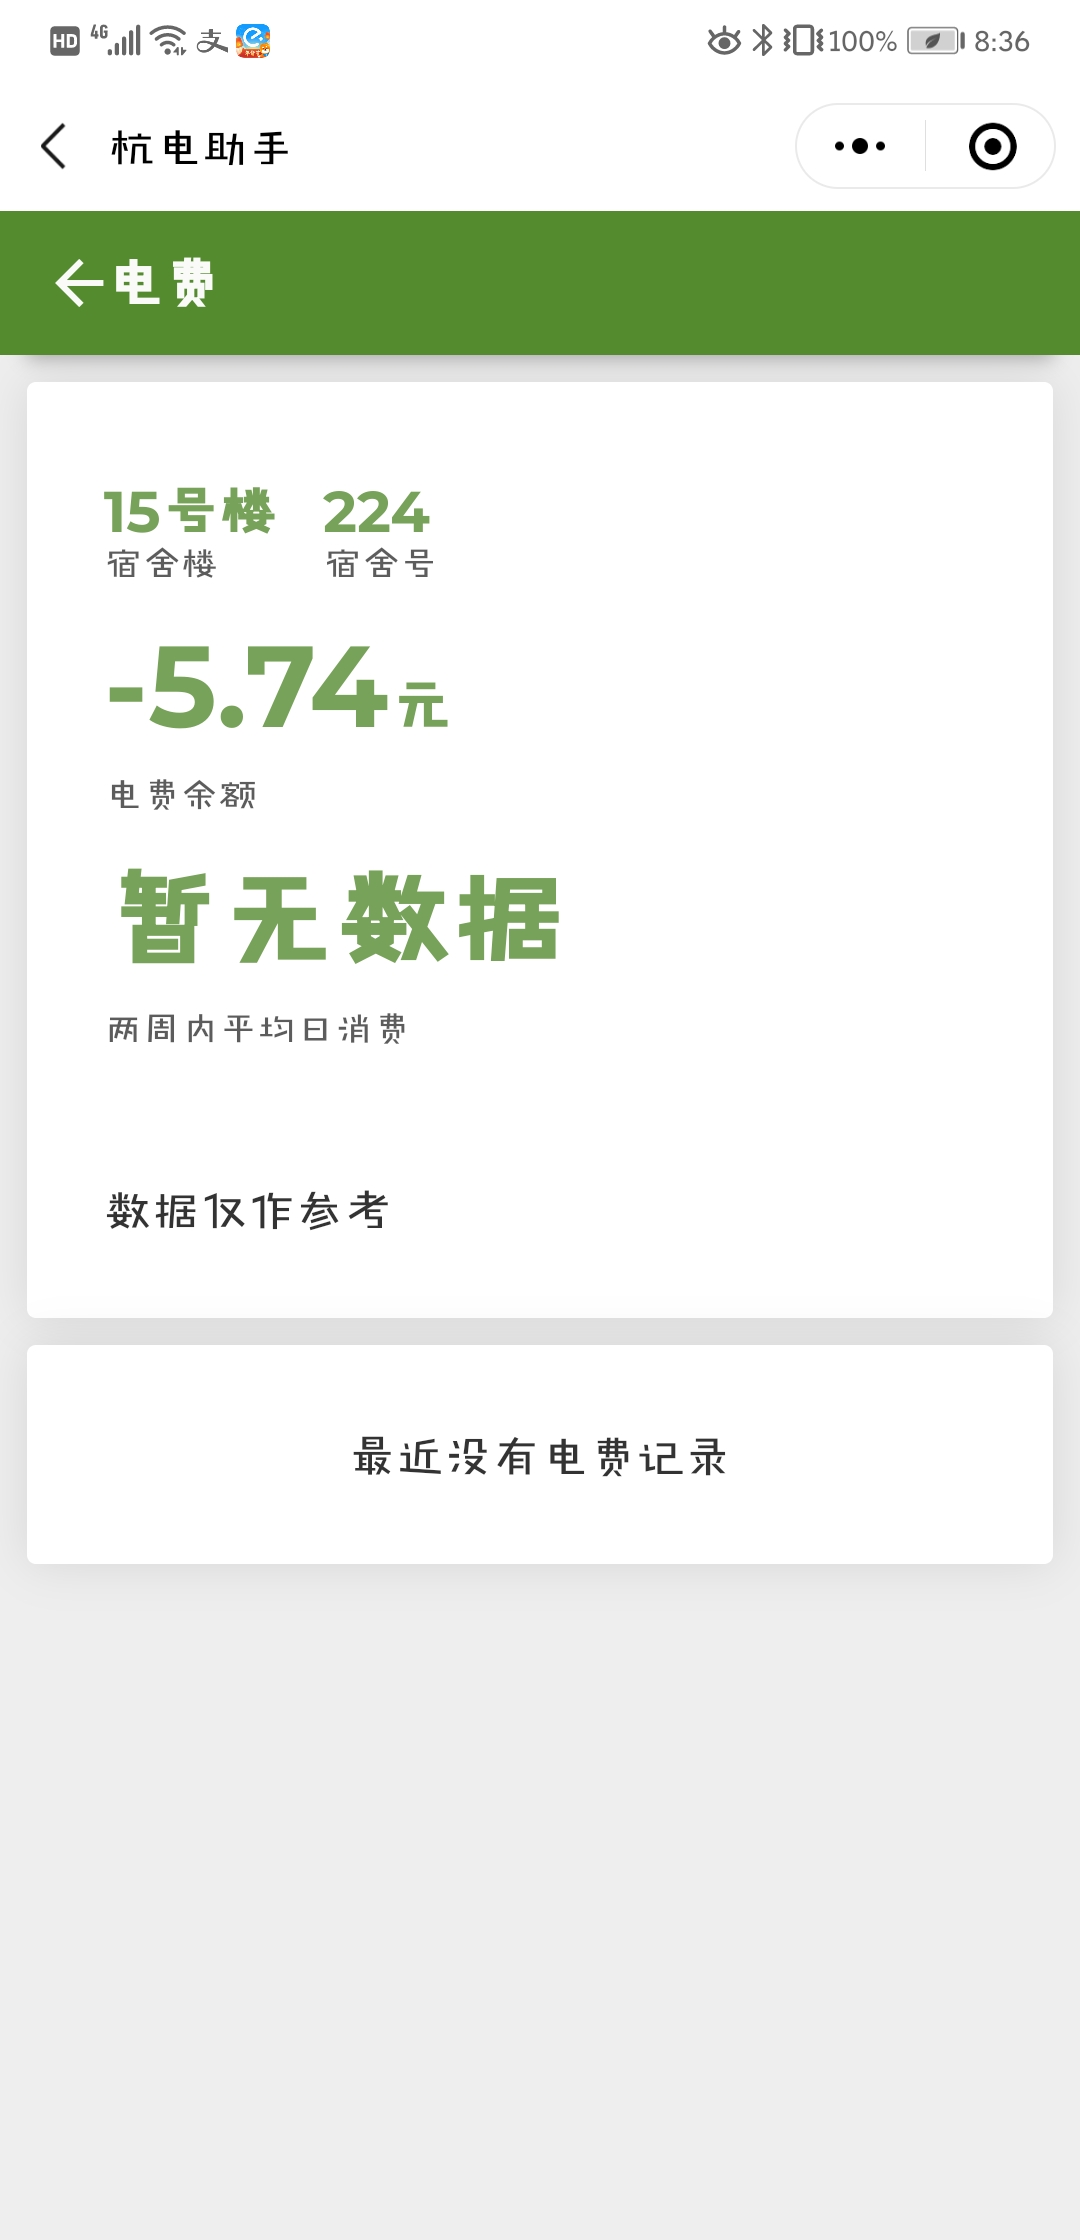 HD 4G 支 100% 8:36
杭电助手
电费
15号楼 224
宿舍楼 宿舍号
-5.74元
电费余额
暂无数据
两周内平均日消费
数据仅作参考
最近没有电费记录